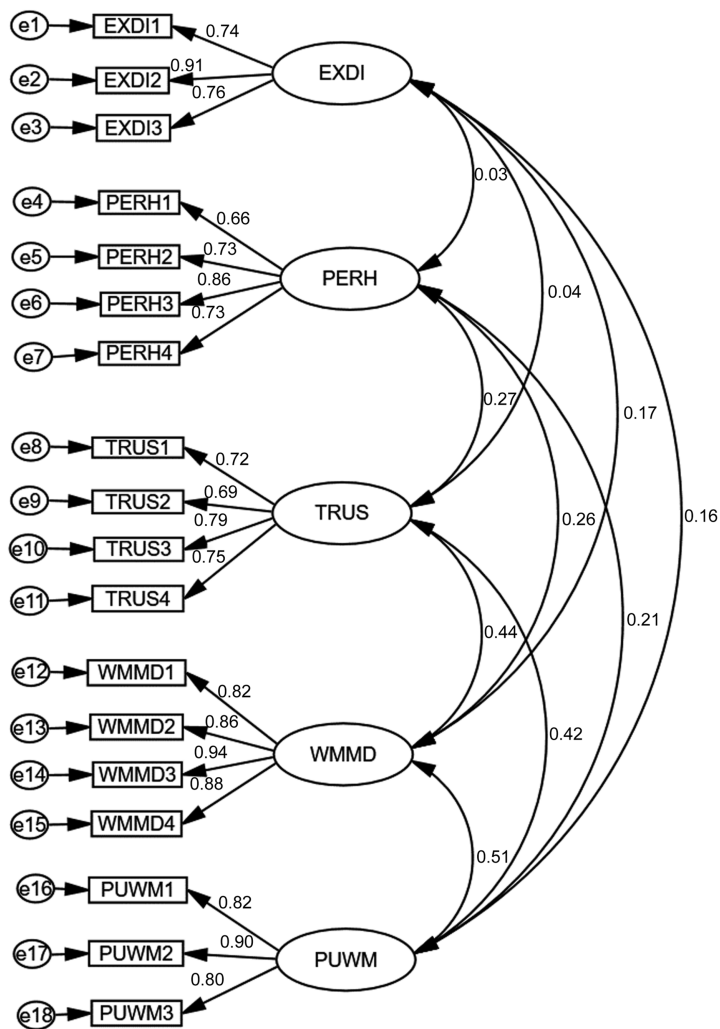 e1 EXDI1 0.74
e2 EXDI2 0.91 EXDI
e3 EXDI3 0.76
0.03
e4 PERH1 0.66
e5 PERH2 0.73
e6 PERH3 0.86 PERH 0.04
e7 PERH4 0.73
0.27 0.17
e8 TRUS1 0.72
e9 TRUS2 0.69
e10 TRUS3 0.79 TRUS 0.26 0.16
e11 TRUS4 0.75
0.44 0.21
e12 WMMD1 0.82
e13 WMMD2 0.86
e14 WMMD3 0.94 WMMD 0.42
e15 WMMD4 0.88
0.51
e16 PUWM1 0.82
e17 PUWM2 0.90 PUWM
e18 PUWM3 0.80